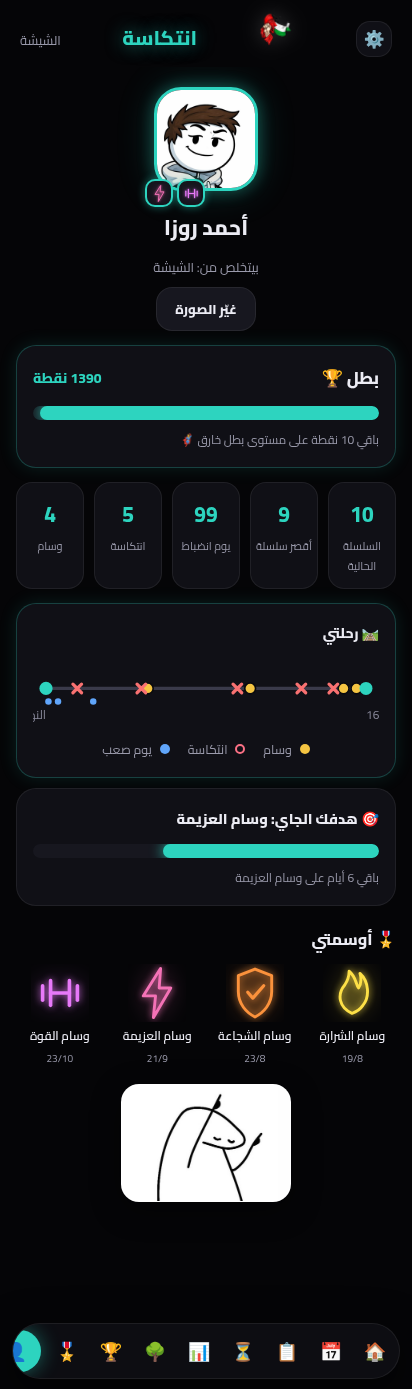 انتكاسة
الشيشة
أحمد روزا
بيتخلص من: الشيشة
غيّر الصورة
بطل 🏆
1390 نقطة
باقي 10 نقطة على مستوى بطل خارق 🦸
10
السلسلة الحالية
9
أقصر سلسلة
99
يوم انضباط
5
انتكاسة
4
وسام
🛤️ رحلتي
16
وسام
انتكاسة
يوم صعب
🎯 هدفك الجاي: وسام العزيمة
باقي 6 أيام على وسام العزيمة
🎖️ أوسمتي
وسام الشرارة
19/8
وسام الشجاعة
23/8
وسام العزيمة
21/9
وسام القوة
23/10